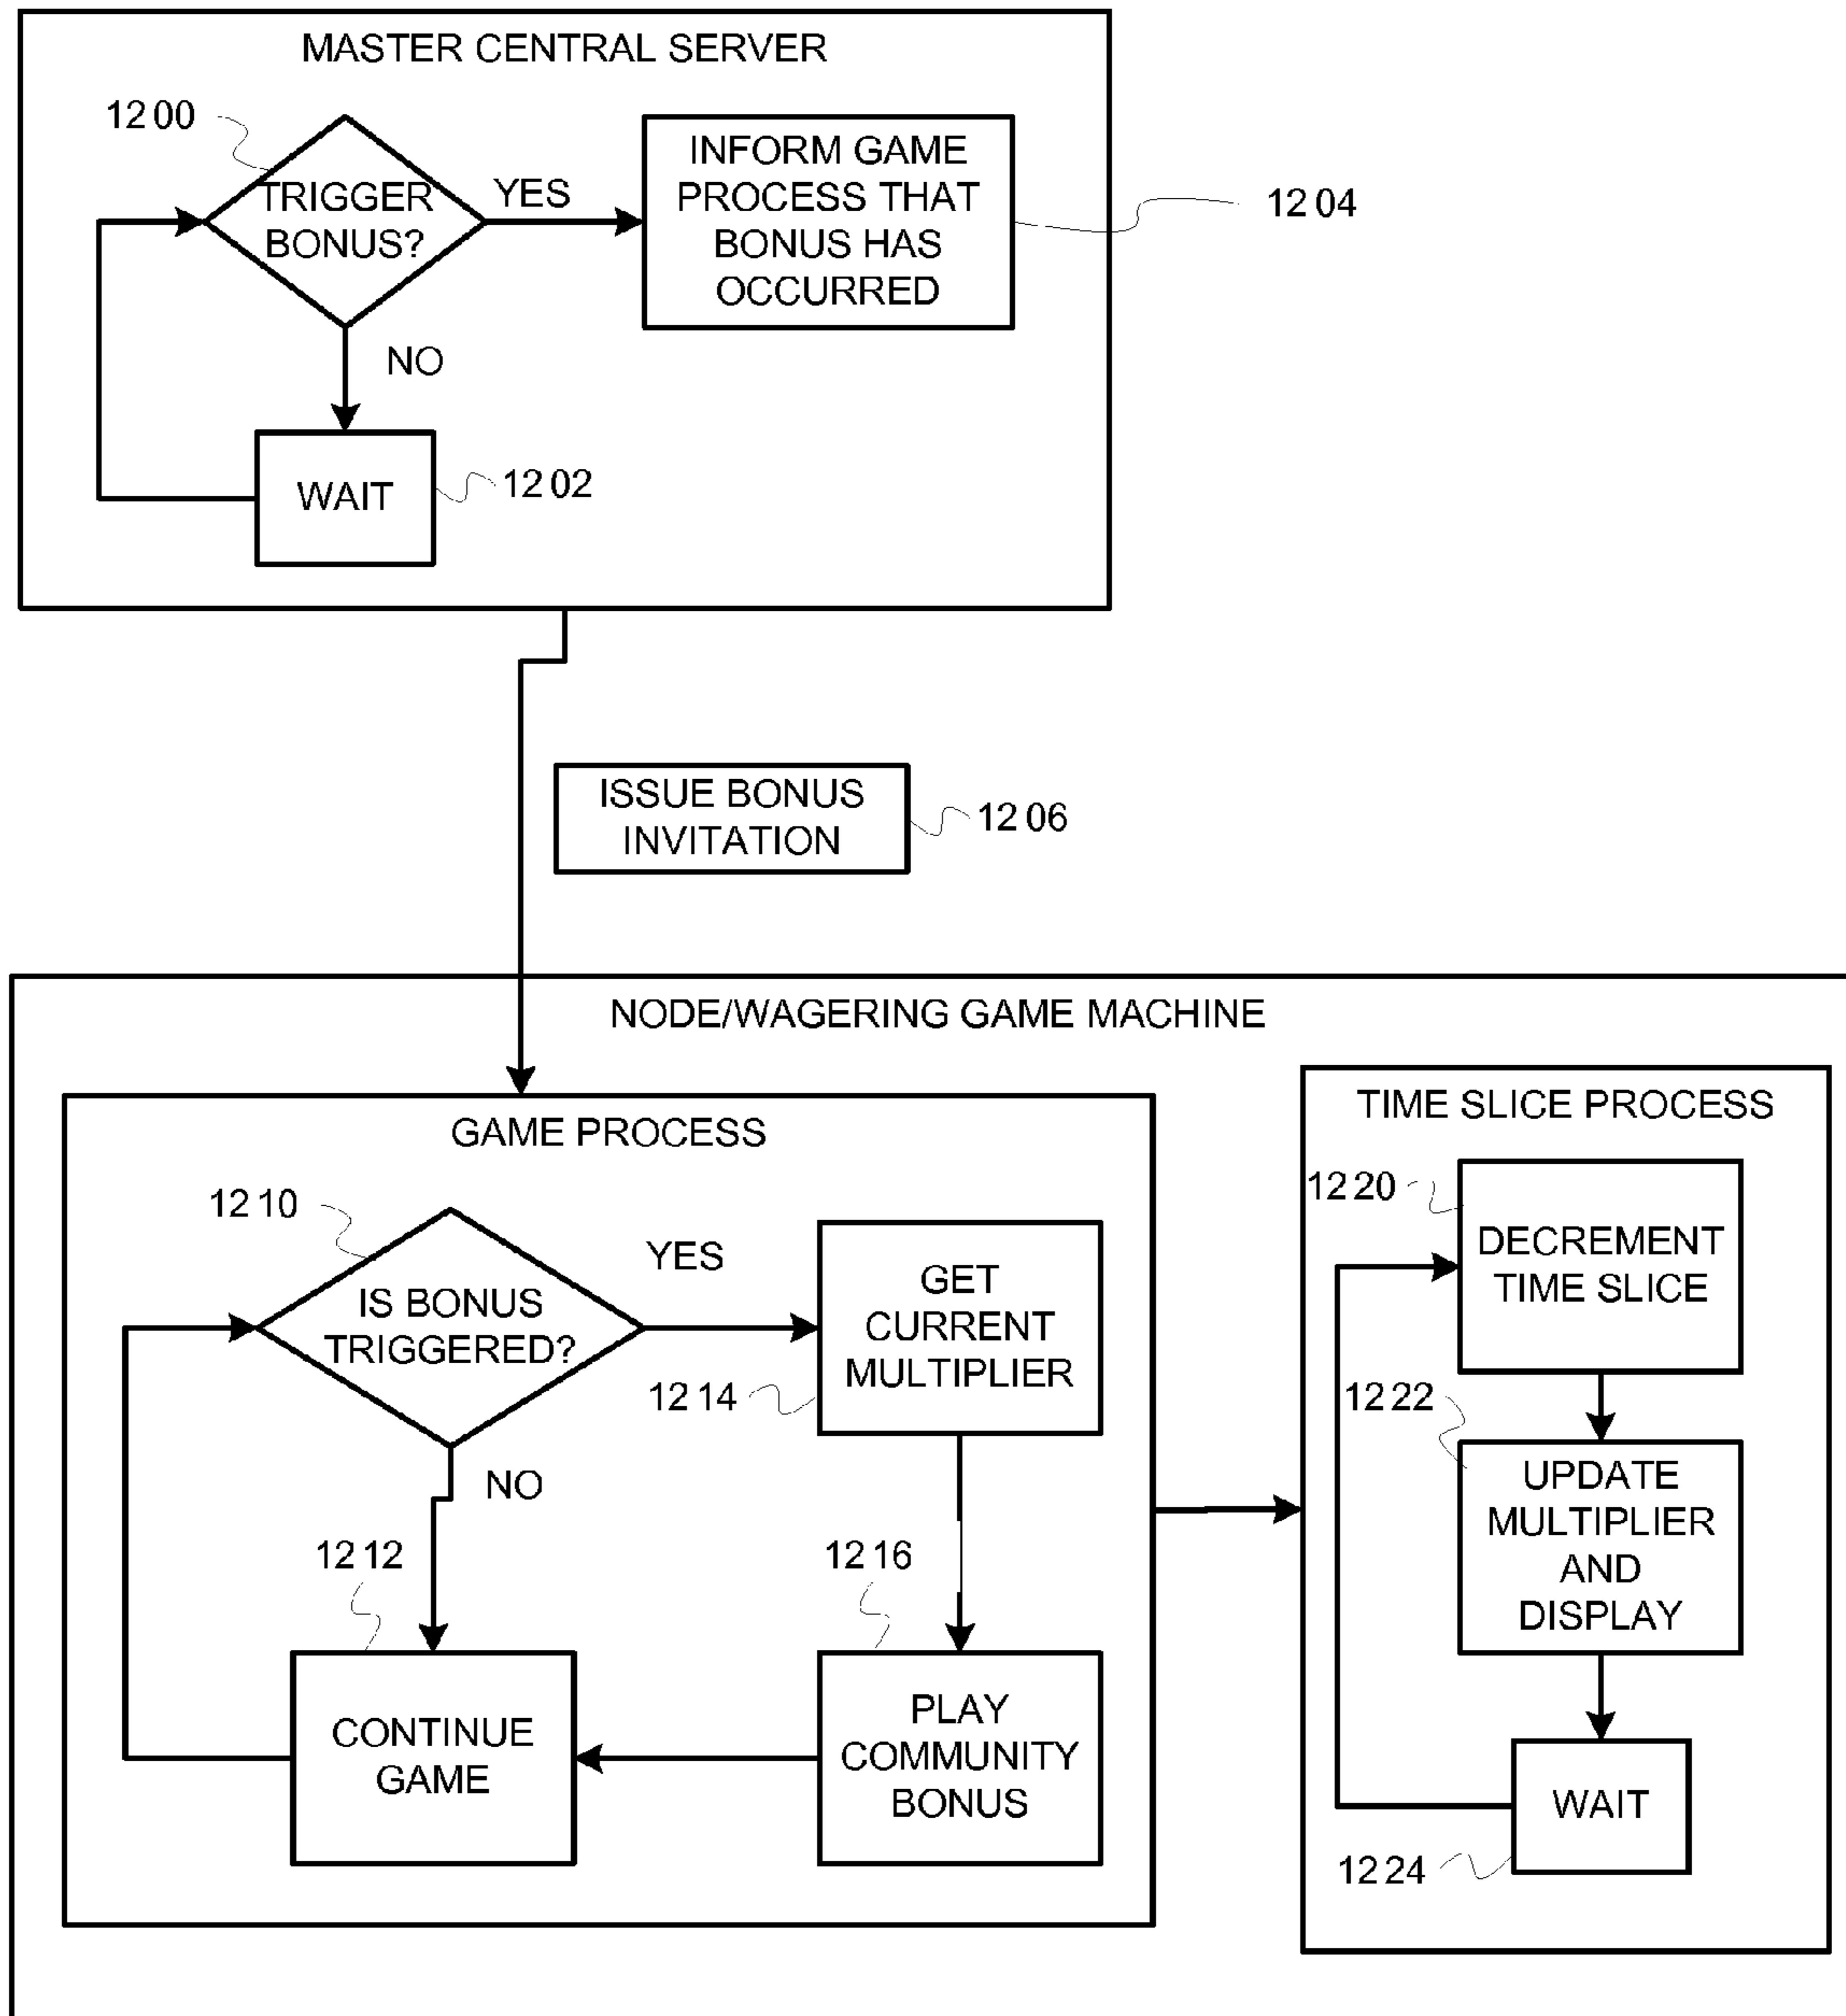 MASTER CENTRAL SERVER
1200
TRIGGER
BONUS?
YES
INFORM GAME
PROCESS THAT
BONUS HAS
OCCURRED
1204
NO
WAIT
1202
ISSUE BONUS
INVITATION
1206
NODE/WAGERING GAME MACHINE
GAME PROCESS
1210
IS BONUS
TRIGGERED?
YES
GET
CURRENT
MULTIPLIER
1214
NO
1212
1216
CONTINUE
GAME
PLAY
COMMUNITY
BONUS
TIME SLICE PROCESS
1220
DECREMENT
TIME SLICE
1222
UPDATE
MULTIPLIER
AND
DISPLAY
WAIT
1224